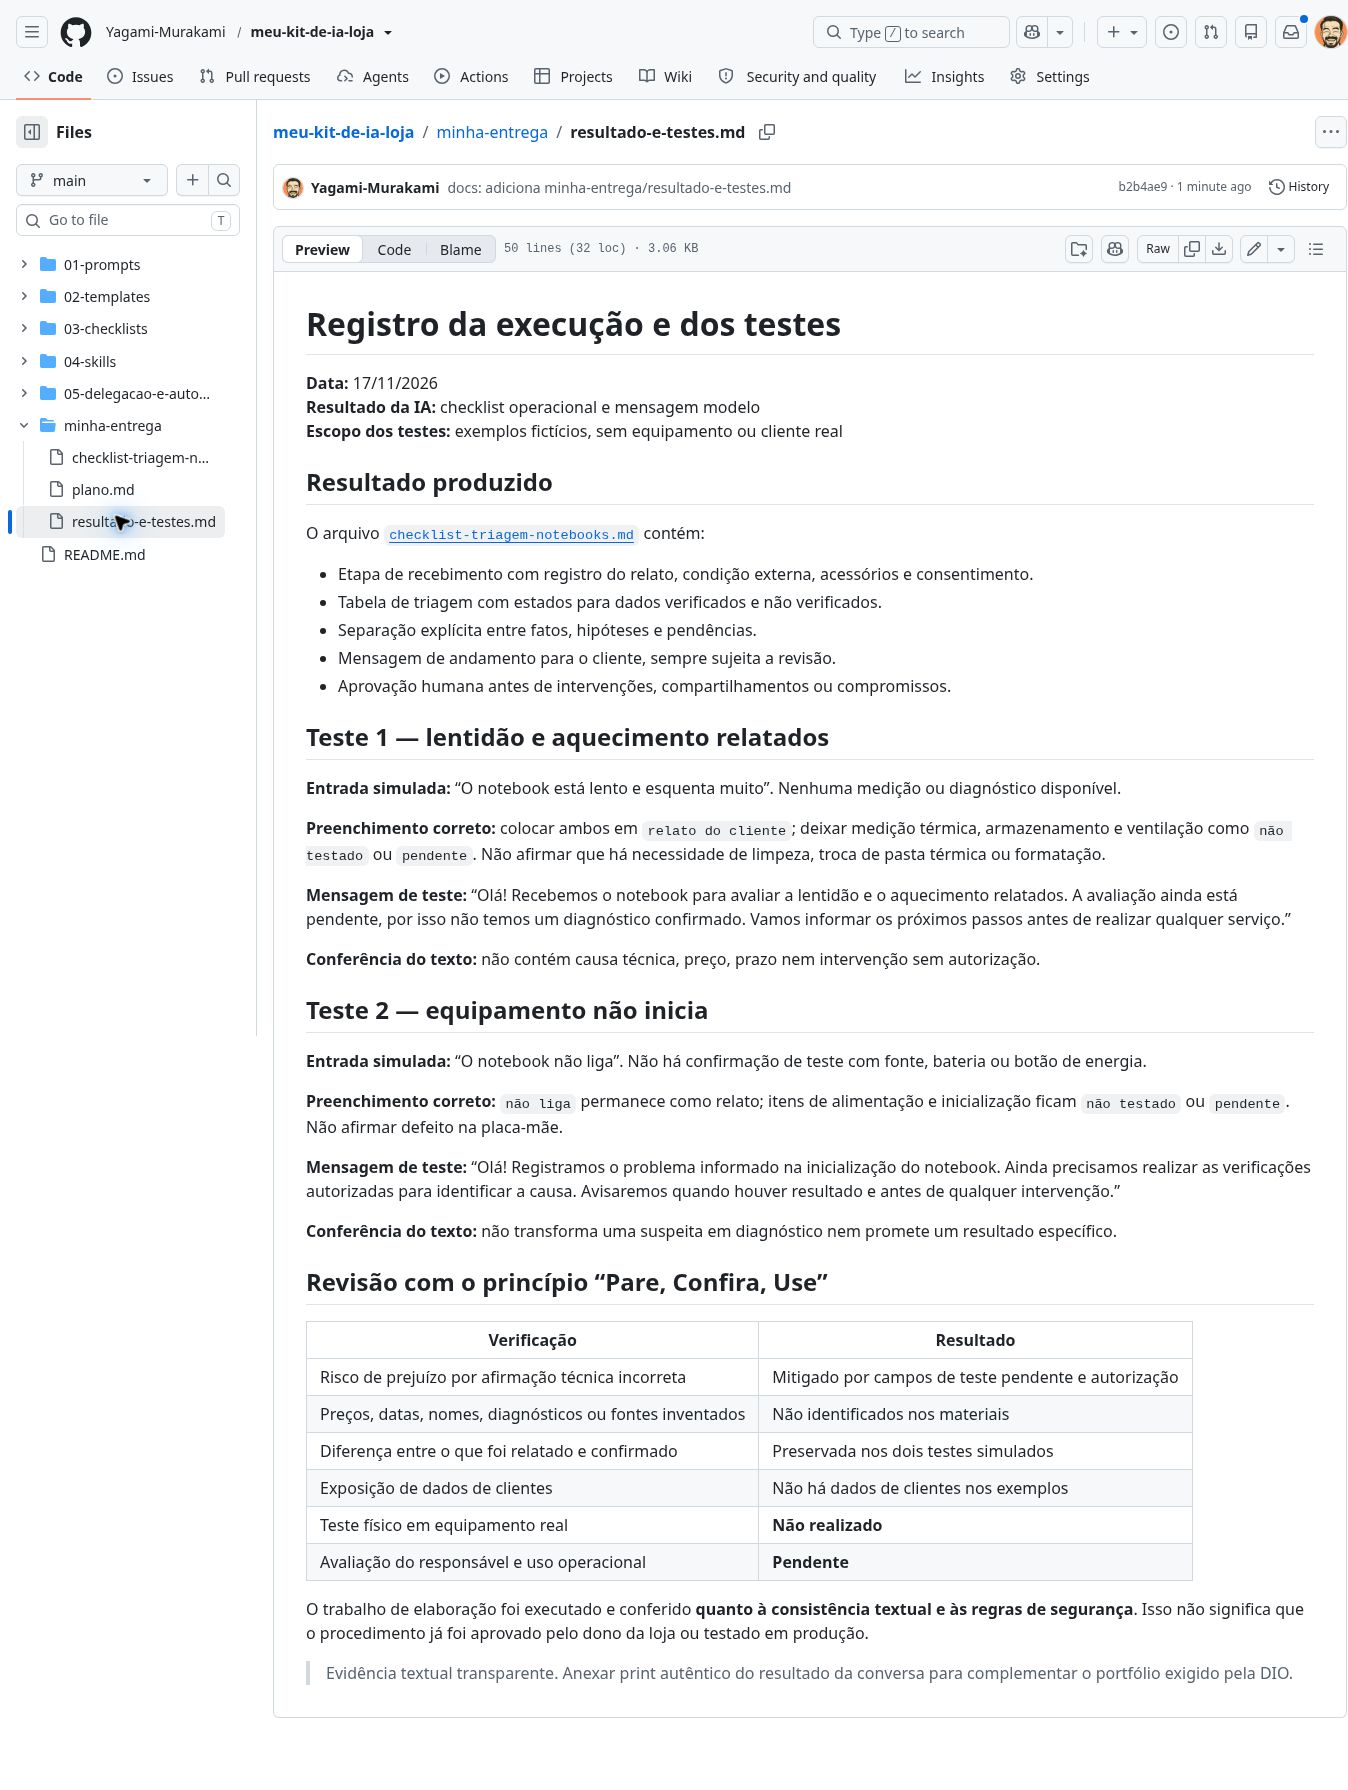 Yagami-Murakami / meu-kit-de-ia-loja
Type / to search
Code
Issues
Pull requests
Agents
Actions
Projects
Wiki
Security and quality
Insights
Settings
Files
main
Go to file
T
01-prompts
02-templates
03-checklists
04-skills
05-delegacao-e-auto...
minha-entrega
checklist-triagem-n...
plano.md
resultado-e-testes.md
README.md
meu-kit-de-ia-loja / minha-entrega / resultado-e-testes.md
Yagami-Murakami docs: adiciona minha-entrega/resultado-e-testes.md
b2b4ae9 · 1 minute ago
History
Preview
Code
Blame
50 lines (32 loc) · 3.06 KB
Raw
Registro da execução e dos testes
Data: 17/11/2026
Resultado da IA: checklist operacional e mensagem modelo
Escopo dos testes: exemplos fictícios, sem equipamento ou cliente real
Resultado produzido
O arquivo checklist-triagem-notebooks.md contém:
• Etapa de recebimento com registro do relato, condição externa, acessórios e consentimento.
• Tabela de triagem com estados para dados verificados e não verificados.
• Separação explícita entre fatos, hipóteses e pendências.
• Mensagem de andamento para o cliente, sempre sujeita a revisão.
• Aprovação humana antes de intervenções, compartilhamentos ou compromissos.
Teste 1 — lentidão e aquecimento relatados
Entrada simulada: “O notebook está lento e esquenta muito”. Nenhuma medição ou diagnóstico disponível.
Preenchimento correto: colocar ambos em relato do cliente; deixar medição térmica, armazenamento e ventilação como não
testado ou pendente. Não afirmar que há necessidade de limpeza, troca de pasta térmica ou formatação.
Mensagem de teste: “Olá! Recebemos o notebook para avaliar a lentidão e o aquecimento relatados. A avaliação ainda está
pendente, por isso não temos um diagnóstico confirmado. Vamos informar os próximos passos antes de realizar qualquer serviço.”
Conferência do texto: não contém causa técnica, preço, prazo nem intervenção sem autorização.
Teste 2 — equipamento não inicia
Entrada simulada: “O notebook não liga”. Não há confirmação de teste com fonte, bateria ou botão de energia.
Preenchimento correto: não liga permanece como relato; itens de alimentação e inicialização ficam não testado ou pendente.
Não afirmar defeito na placa-mãe.
Mensagem de teste: “Olá! Registramos o problema informado na inicialização do notebook. Ainda precisamos realizar as verificações
autorizadas para identificar a causa. Avisaremos quando houver resultado e antes de qualquer intervenção.”
Conferência do texto: não transforma uma suspeita em diagnóstico nem promete um resultado específico.
Revisão com o princípio “Pare, Confira, Use”
Verificação Resultado
Risco de prejuízo por afirmação técnica incorreta Mitigado por campos de teste pendente e autorização
Preços, datas, nomes, diagnósticos ou fontes inventados Não identificados nos materiais
Diferença entre o que foi relatado e confirmado Preservada nos dois testes simulados
Exposição de dados de clientes Não há dados de clientes nos exemplos
Teste físico em equipamento real Não realizado
Avaliação do responsável e uso operacional Pendente
O trabalho de elaboração foi executado e conferido quanto à consistência textual e às regras de segurança. Isso não significa que
o procedimento já foi aprovado pelo dono da loja ou testado em produção.
Evidência textual transparente. Anexar print autêntico do resultado da conversa para complementar o portfólio exigido pela DIO.